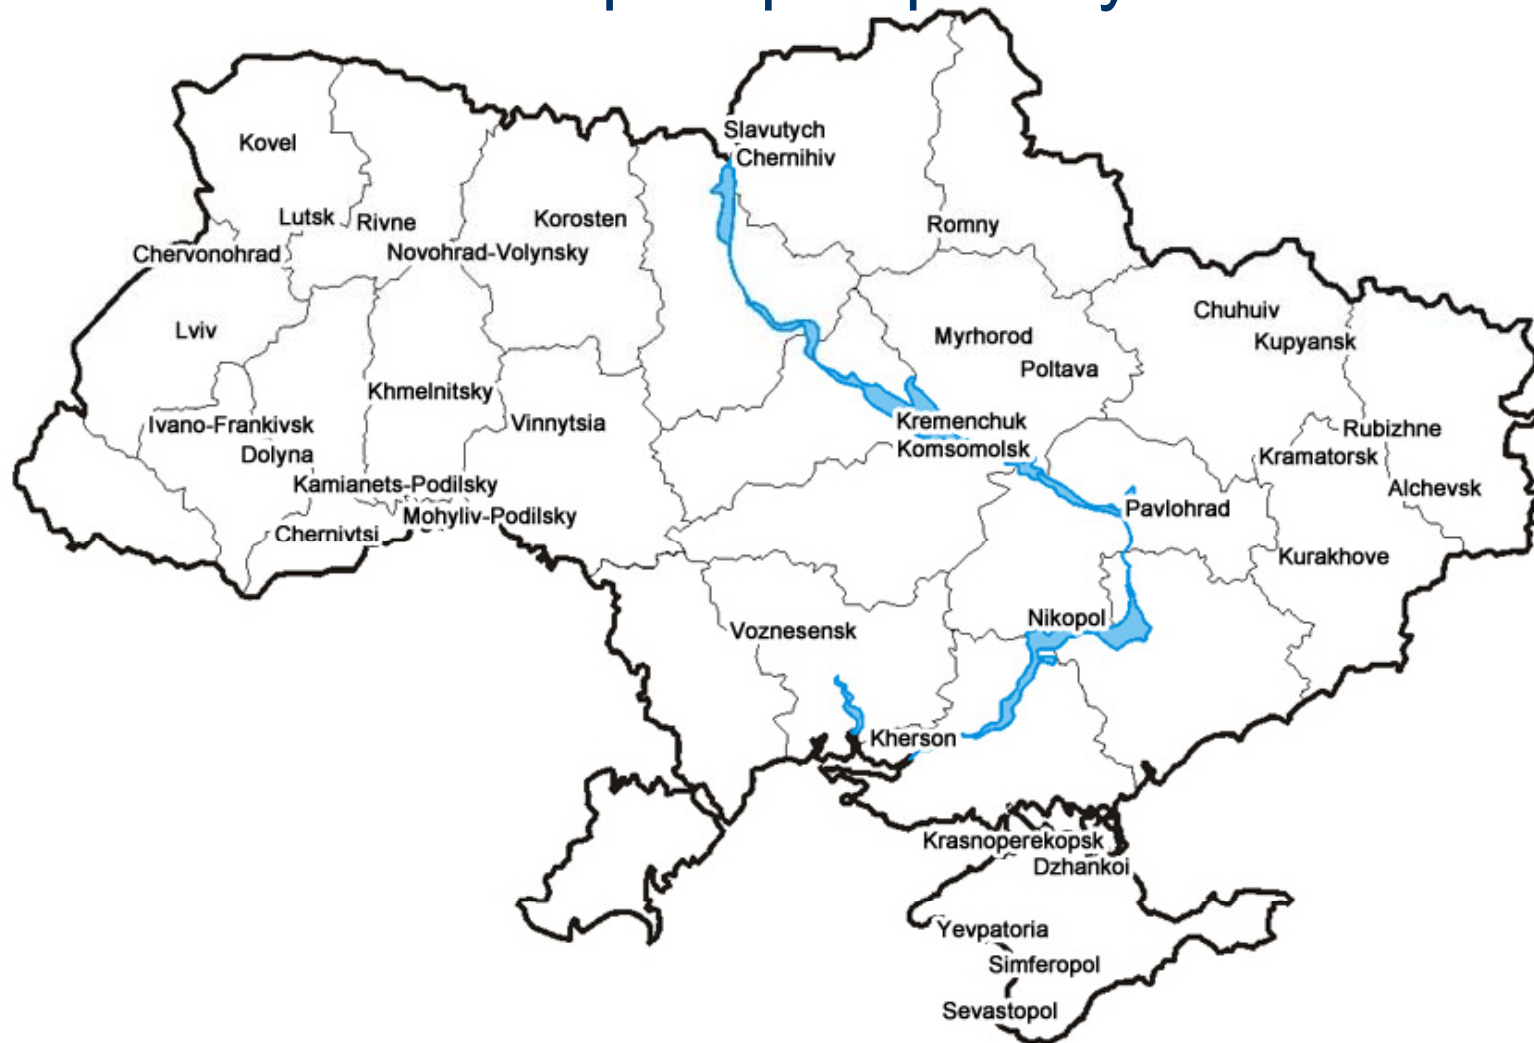 Slavutych
Chernihiv
Kovel
Lutsk
Rivne
Korosten
Romny
Chervonohrad
Novohrad-Volynsky
Chuhuiv
Lviv
Myrhorod
Kupyansk
Poltava
Khmelnitsky
Ivano-Frankivsk
Vinnytsia
Kremenchuk
Rubizhne
Dolyna
Komsomolsk
Kramatorsk
Kamianets-Podilsky
Alchevsk
Mohyliv-Podilsky
Pavlohrad
Chernivtsi
Kurakhove
Nikopol
Voznesensk
Kherson
Krasnoperekopsk
Dzhankoi
Yevpatoria
Simferopol
Sevastopol